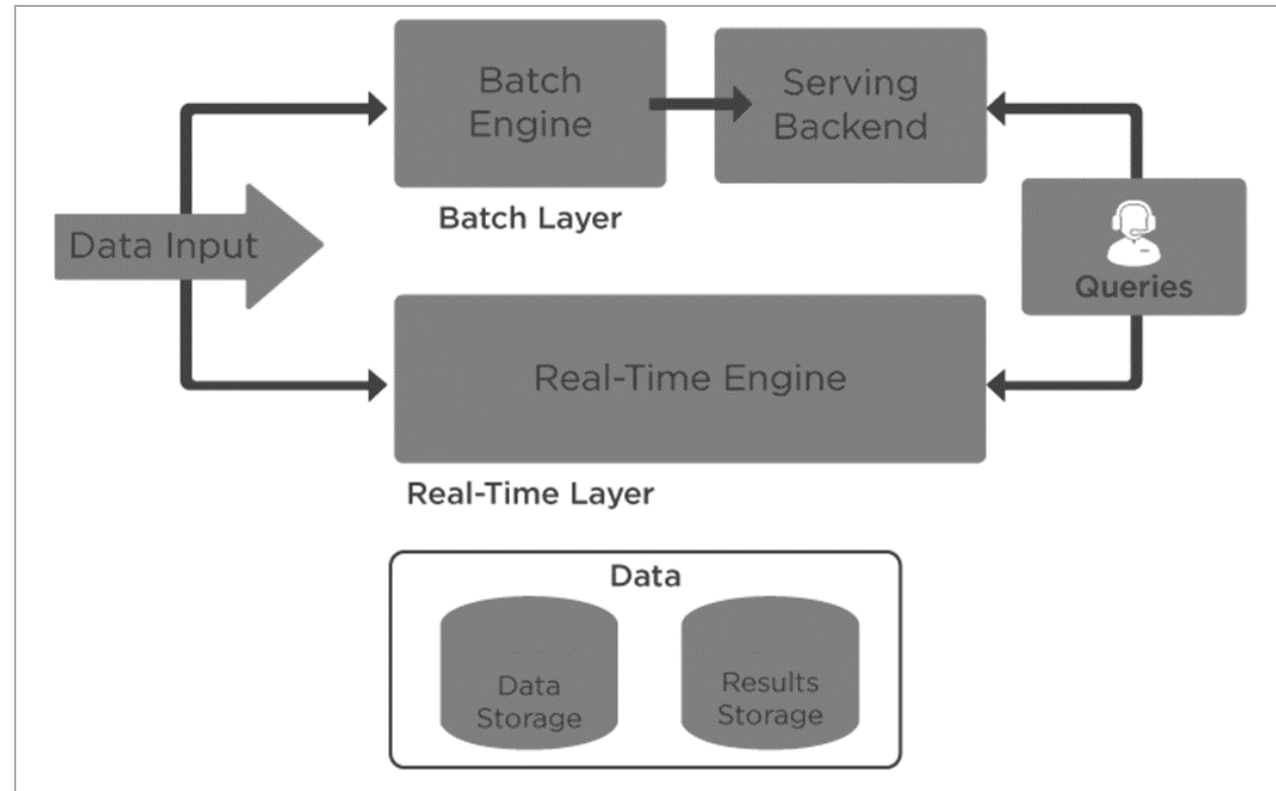 Batch
Engine
Serving
Backend
Batch Layer
Data Input
Queries
Real-Time Engine
Real-Time Layer
Data
Data
Storage
Results
Storage